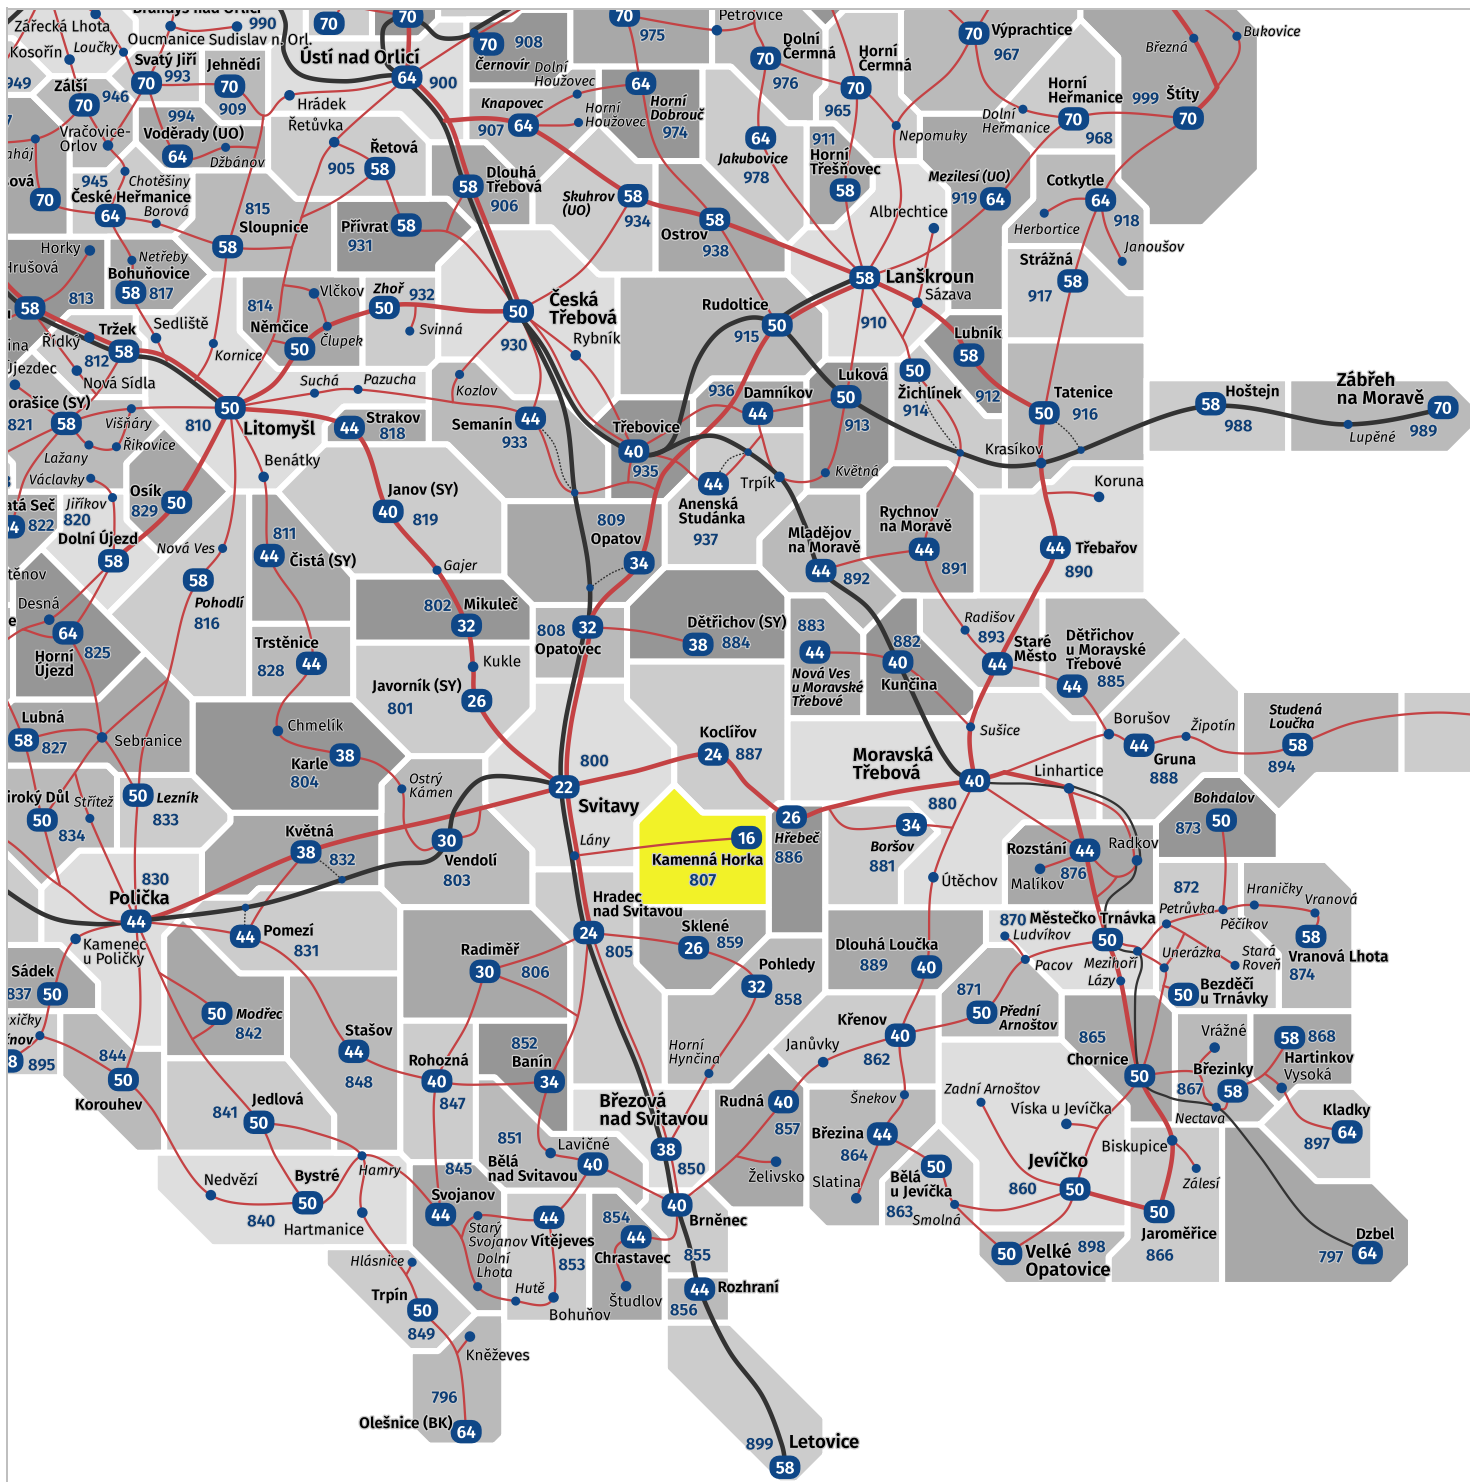 Zářecká Lhota
990
70
70
Oucmanice
Sudislav n. Orl.
Kosořín
Loučky
Svatý Jiří
993
Jehnědí
Ústí nad Orlicí
64
900
949
Zálší
946
70
70
909
70
Hrádek
994
Vračovice-
Orlov
Voděrady (UO)
64
Džbánov
Řetůvka
905
Řetová
58
945
Chotěšiny
České Heřmanice
64
Borová
70
815
Sloupnice
58
Přívrat
58
931
70
908
Černovír
Dolní
Houžovec
Knapovec
907
64
Horní
Houžovec
Dlouhá
Třebová
58
906
Skuhrov
(UO)
58
934
70
975
Petrovice
64
Horní
Dobrouč
974
Dolní
Čermná
70
976
Horní
Čermná
70
965
64
Jakubovice
978
911
Horní
Třešňovec
58
Nepomuky
70
Výprachtice
967
Bukovice
Březná
Horní
Heřmanice
70
968
Dolní
Heřmanice
999
Štíty
70
Mezilesí (UO)
919
64
Cotkytle
64
918
Herbortice
Janoušov
Albrechtice
Ostrov
58
938
Strážná
58
917
Horky
Hrušová
813
58
Netřeby
Bohuňovice
58
817
814
Vlčkov
Němčice
50
Člupek
Zhoř
50
932
Svinná
50
Česká
Třebová
930
Rybník
Rudoltice
915
50
58
Lanškroun
910
Sázava
Lubník
58
912
Řídký
Tržek
58
812
Sedliště
Kornice
Nová Sídla
Suchá
Pazucha
Kozlov
58
821
Višňáry
Řikovice
Lažany
810
50
Litomyšl
44
Strakov
818
Semanín
44
933
Třebovice
40
935
936
Damníkov
44
Luková
50
913
50
Žichlínek
914
Tatenice
50
916
Krasíkov
58
Hoštejn
988
Zábřeh
na Moravě
70
Lupěné
989
Květná
Trpík
44
Anenská
Studánka
937
Koruna
Václavky
Jiříkov
Osík
829
50
822
820
Dolní Újezd
58
Benátky
811
44
Čistá (SY)
Janov (SY)
40
819
Gajer
809
Opatov
34
Mladějov
na Moravě
44
892
Rychnov
na Moravě
44
891
44
Třebařov
890
Nová Ves
58
Pohodlí
816
Desná
64
825
Horní
Újezd
Trstěnice
44
828
802
Mikuleč
32
808
32
Opatovec
Dětřichov (SY)
38
884
883
44
Nová Ves
u Moravské
Třebové
882
40
Kunčina
Radišov
893
Staré
Město
44
Dětřichov
u Moravské
Třebové
885
44
Kukle
Javorník (SY)
26
801
Sušice
Borušov
44
Gruna
888
Žipotín
Studená
Loučka
58
894
Lubná
58
827
Sebranice
Chmelík
38
Karle
804
Ostrý
Kámen
800
22
Svitavy
Koclířov
24
887
Moravská
Třebová
40
880
Linhartice
Střítež
50
Lezník
833
50
834
Květná
38
832
30
Vendolí
803
Lány
16
Kamenná Horka
807
26
Hřebeč
886
34
Boršov
881
Bohdalov
873
50
Rozstání
44
876
Radkov
Malíkov
830
Polička
44
Útěchov
872
Hraničky
Petrůvka
Pěčíkov
Vranová
58
Vranová Lhota
874
Kamenec
u Poličky
44
Pomezí
831
Hradec
nad Svitavou
24
805
Sklené
26
859
Radiměř
30
806
Pohledy
32
858
Dlouhá Loučka
889
40
870
Městečko Trnávka
50
Ludvíkov
Pacov
Mezihoří
Lázy
Unerázka
Stará
Roveň
50
Bezděčí
u Trnávky
Sádek
837
50
50
Modřec
842
895
844
50
Korouhev
Stašov
44
848
Rohozná
40
847
852
Banín
34
Horní
Hynčina
Křenov
40
862
Janůvky
871
50
Přední
Arnoštov
865
Chornice
50
Vrážné
Březinky
867
58
Nectava
58
868
Hartinkov
Vysoká
841
Jedlová
50
Březová
nad Svitavou
38
850
Rudná
40
857
Želivsko
Šnekov
Březina
44
864
Slatina
Zadní Arnoštov
Víska u Jevíčka
Biskupice
Kladky
64
897
851
Lavičné
Bělá
nad Svitavou
40
Hamry
Nedvězí
Bystré
50
840
Hartmanice
845
Svojanov
44
Starý
Svojanov
Dolní
Lhota
44
Vítějeves
853
Hutě
Bohuňov
854
44
Chrastavec
Študlov
40
Brněnec
855
50
Bělá
u Jevíčka
863
Smolná
Jevíčko
860
50
Zálesí
50
Jaroměřice
866
50
Velké
Opatovice
898
797
Dzbel
64
Hlásnice
Trpín
50
849
44
Rozhraní
856
Kněževes
796
Olešnice (BK)
64
899
Letovice
58